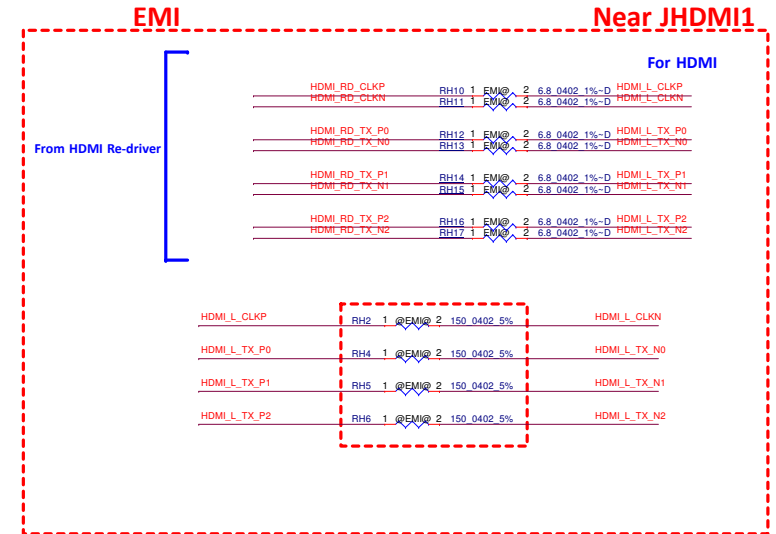 EMI Near JHDMI1
For HDMI
HDMI_RD_CLKP RH10 1 EMI@ 2 6.8_0402_1%~D HDMI_L_CLKP
HDMI_RD_CLKN RH11 1 EMI@ 2 6.8_0402_1%~D HDMI_L_CLKN
HDMI_RD_TX_P0 RH12 1 EMI@ 2 6.8_0402_1%~D HDMI_L_TX_P0
HDMI_RD_TX_N0 RH13 1 EMI@ 2 6.8_0402_1%~D HDMI_L_TX_N0
From HDMI Re-driver
HDMI_RD_TX_P1 RH14 1 EMI@ 2 6.8_0402_1%~D HDMI_L_TX_P1
HDMI_RD_TX_N1 RH15 1 EMI@ 2 6.8_0402_1%~D HDMI_L_TX_N1
HDMI_RD_TX_P2 RH16 1 EMI@ 2 6.8_0402_1%~D HDMI_L_TX_P2
HDMI_RD_TX_N2 RH17 1 EMI@ 2 6.8_0402_1%~D HDMI_L_TX_N2
HDMI_L_CLKP RH2 1 @EMI@ 2 150_0402_5% HDMI_L_CLKN
HDMI_L_TX_P0 RH4 1 @EMI@ 2 150_0402_5% HDMI_L_TX_N0
HDMI_L_TX_P1 RH5 1 @EMI@ 2 150_0402_5% HDMI_L_TX_N1
HDMI_L_TX_P2 RH6 1 @EMI@ 2 150_0402_5% HDMI_L_TX_N2